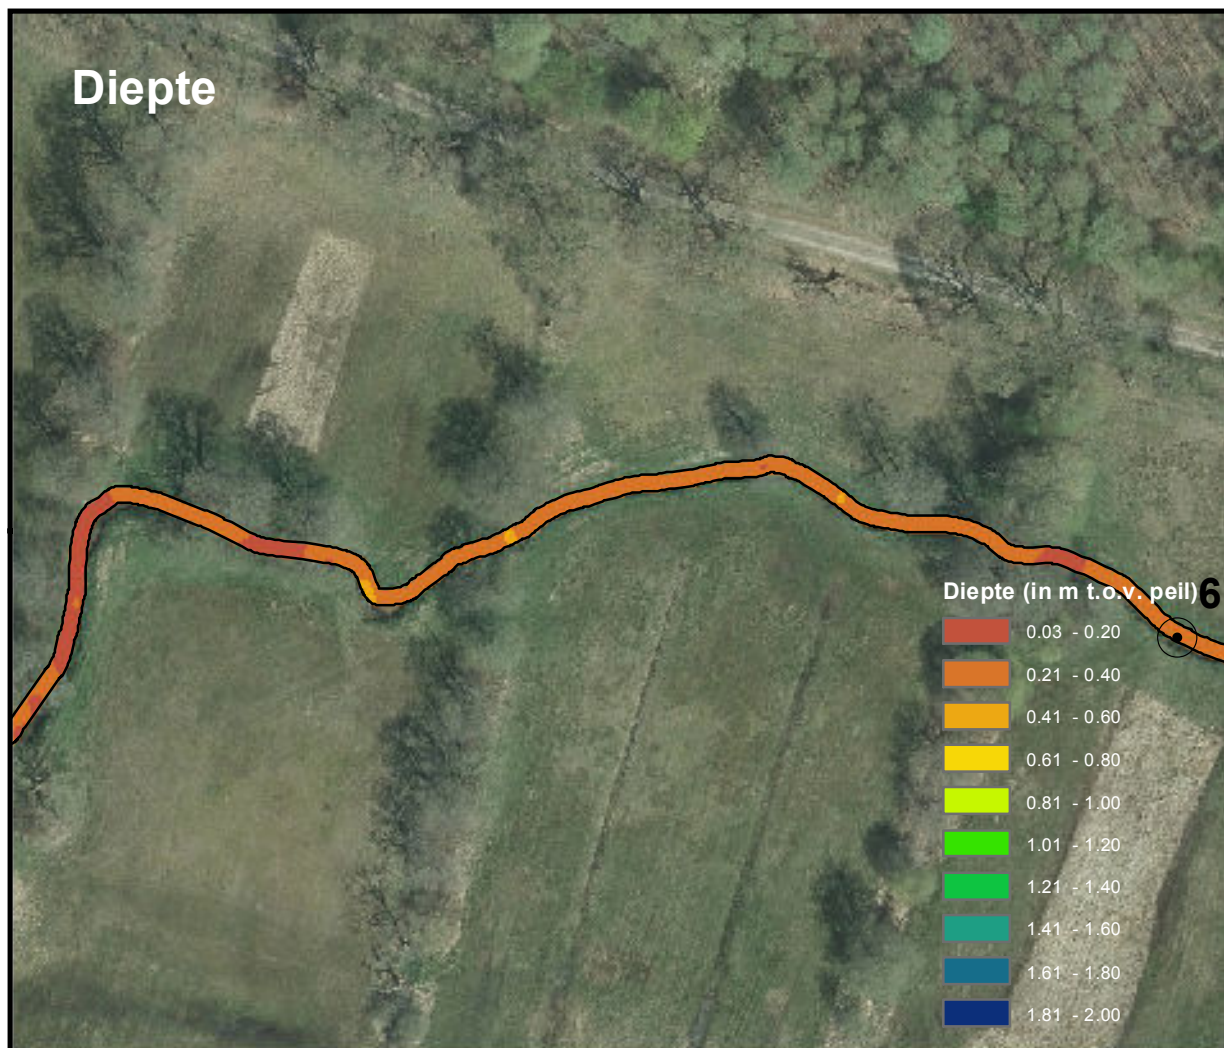 Diepte
Diepte (in m t.o.v. peil)
6
0.03 - 0.20
0.21 - 0.40
0.41 - 0.60
0.61 - 0.80
0.81 - 1.00
1.01 - 1.20
1.21 - 1.40
1.41 - 1.60
1.61 - 1.80
1.81 - 2.00